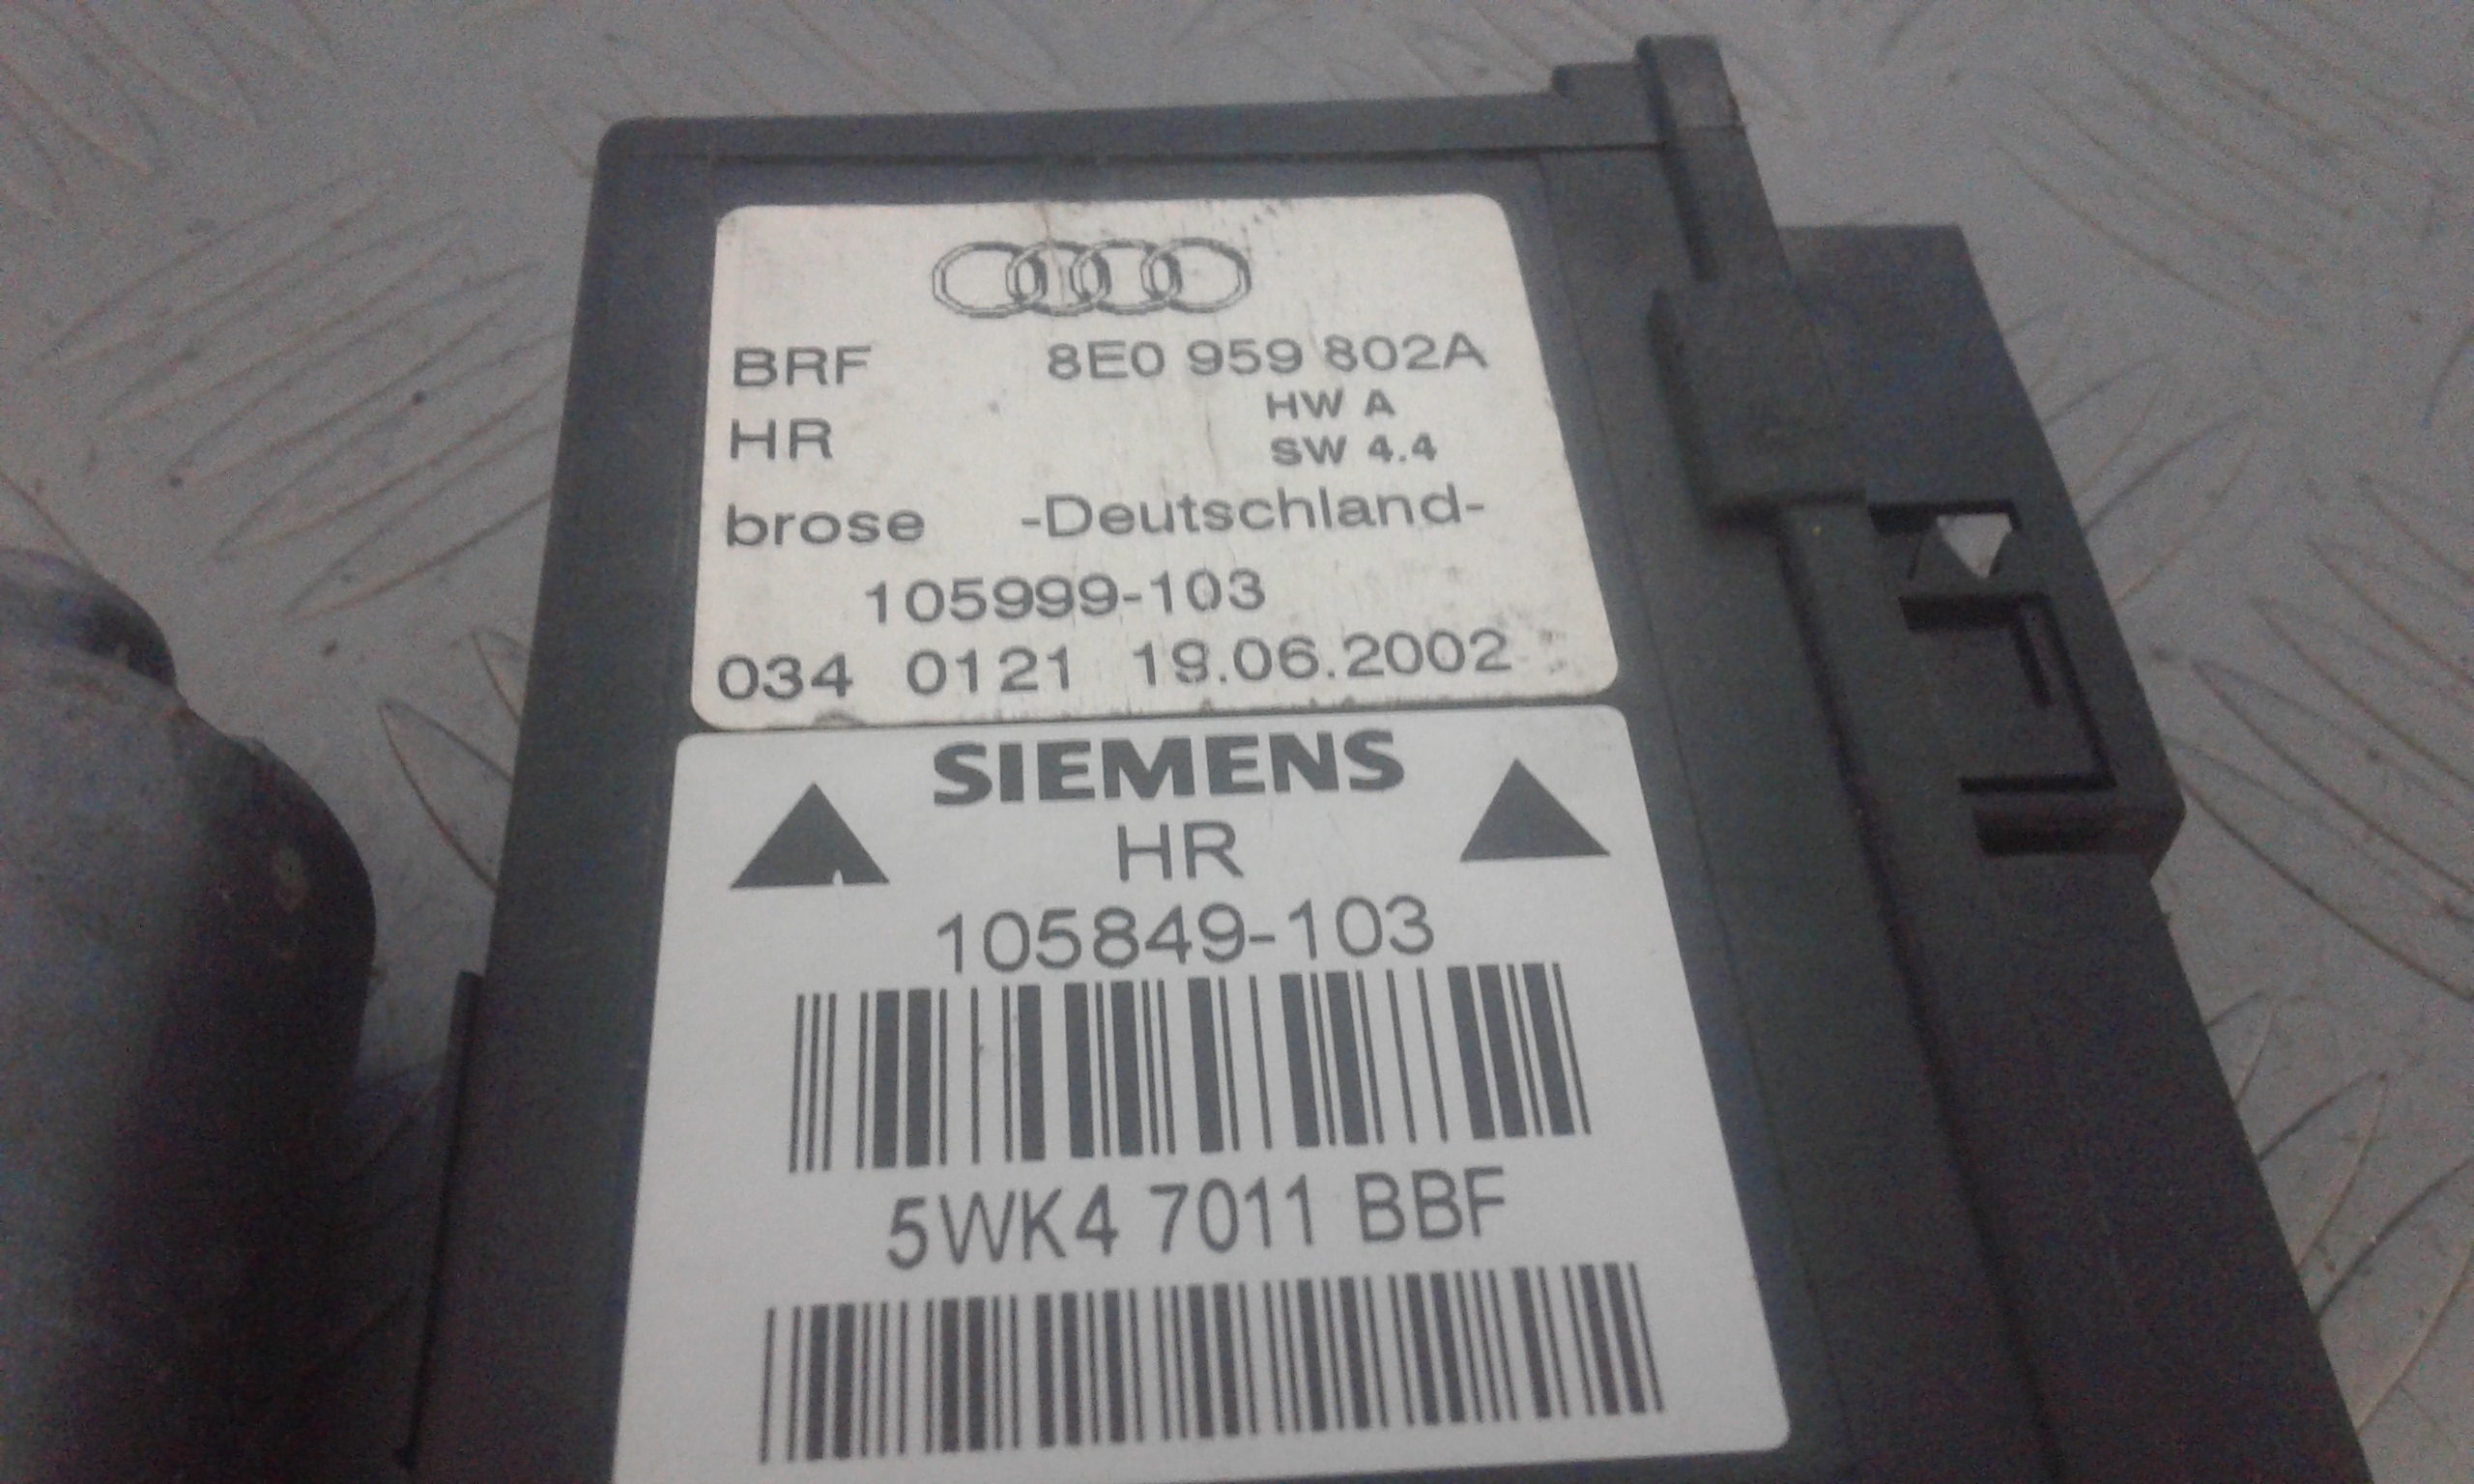 BRF 8E0 959 802A
HW A
HR
SW 4.4
brose -Deutschland-
105999-103
034 0121 19.06.2002
SIEMENS
HR
105849-103
5WK4 7011 BBF